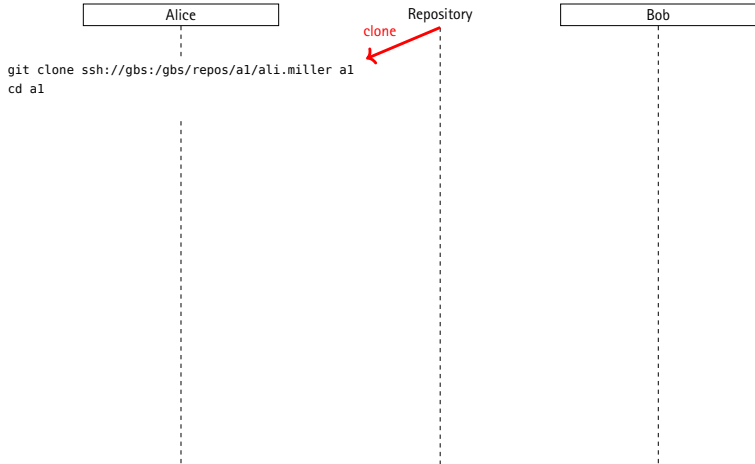 Alice
Repository
Bob
clone
git clone ssh://gbs:/gbs/repos/a1/ali.miller a1
cd a1